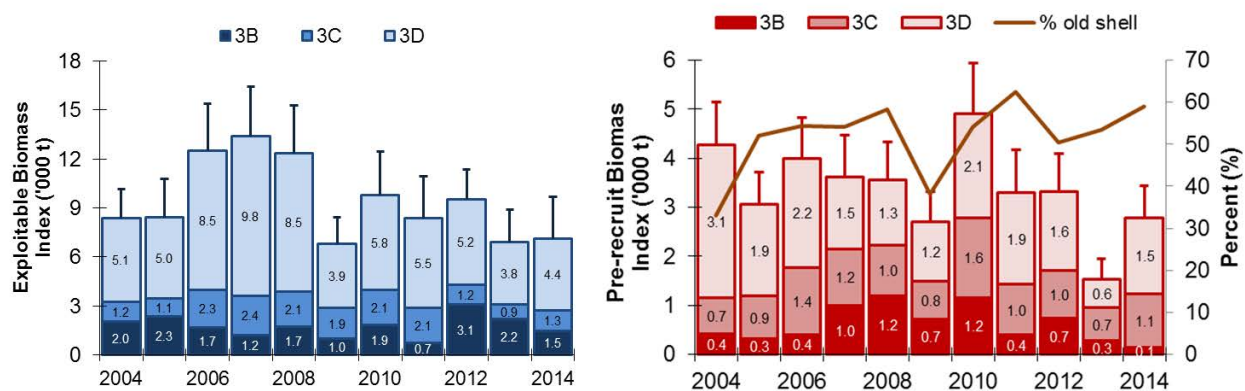 3B 3C 3D
Exploitable Biomass
Index ('000 t)
18
15
12
9
6
3
0
5.1 5.0 8.5 9.8 8.5 3.9 5.8 5.5 5.2 3.8 4.4
1.2 1.1 2.3 2.4 2.1 1.9 2.1 2.1 1.2 0.9 1.3
2.0 2.3 1.7 1.2 1.7 1.0 1.9 0.7 3.1 2.2 1.5
2004 2006 2008 2010 2012 2014
3B 3C 3D % old shell
Pre-recruit Biomas
Index ('000 t)
6
5
4
3
2
1
0
3.1 1.9 2.2 1.5 1.3 1.2 2.1 1.9 1.6 0.6 1.5
0.7 0.9 1.4 1.2 1.0 0.8 1.6 1.0 1.0 0.7 1.1
0.4 0.3 0.4 1.0 1.2 0.7 1.2 0.4 0.7 0.3 0.1
2004 2006 2008 2010 2012 2014
70
60
50
40
30
20
10
0
Percent (%)